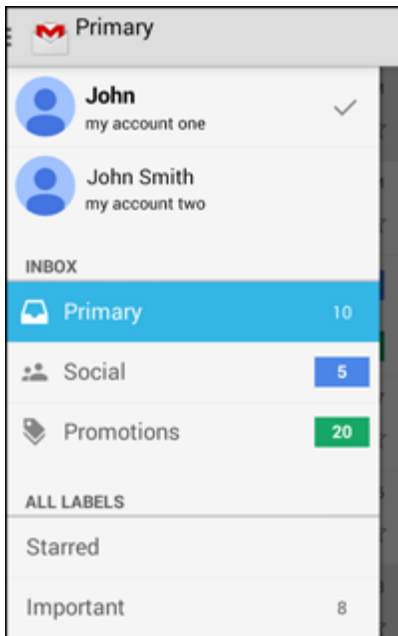 Primary
John
my account one
John Smith
my account two
INBOX
Primary 10
Social 5
Promotions 20
ALL LABELS
Starred
Important 8